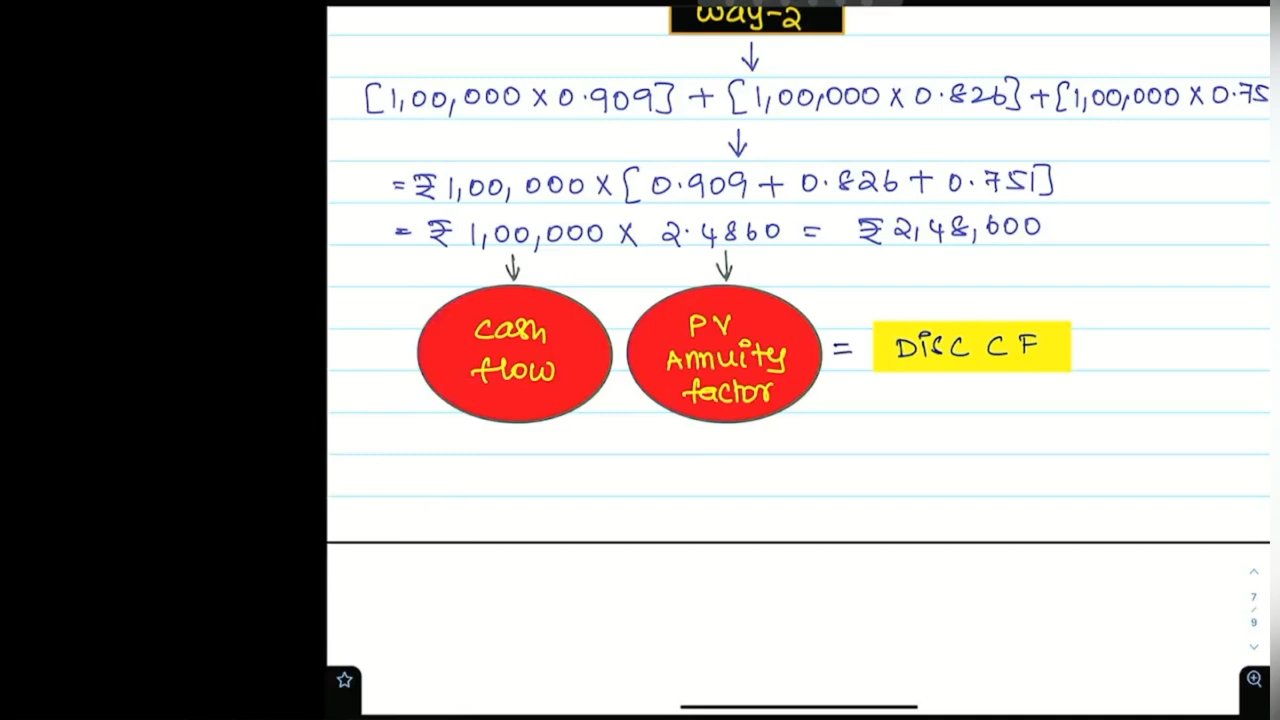 Way-2
↓
[1,00,000 × 0.909] + [1,00,000 × 0.826] + [1,00,000 × 0.75
↓
= ₹1,00,000 × [0.909 + 0.826 + 0.751]
= ₹ 1,00,000 × 2.4860 = ₹2,48,600
↓ ↓
Cash
flow
PV
Annuity
factor
= DISC CF
7
/
9